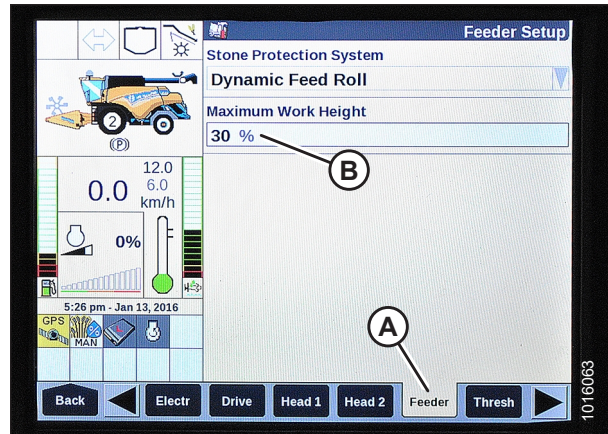 Feeder Setup
Stone Protection System
Dynamic Feed Roll
Maximum Work Height
30 %
B
2
(P)
12.0
0.0 6.0
km/h
0%
F
E
5:26 pm - Jan 13, 2016
GPS
MAN
A
Back Electr Drive Head 1 Head 2 Feeder Thresh
1016063